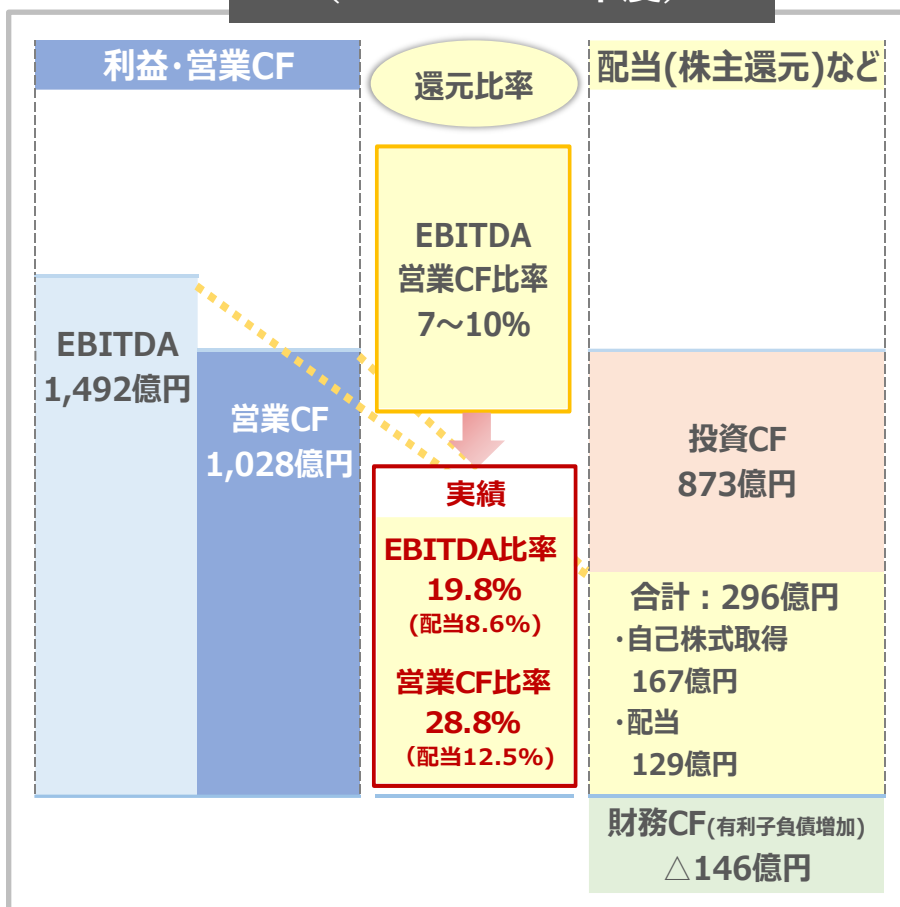 利益･営業CF
還元比率
配当(株主還元)など
EBITDA
営業CF比率
7～10%
EBITDA
1,492億円
営業CF
1,028億円
実績
EBITDA比率
19.8%
(配当8.6%)
営業CF比率
28.8%
(配当12.5%)
投資CF
873億円
合計：296億円
･自己株式取得
167億円
･配当
129億円
財務CF(有利子負債増加)
△146億円